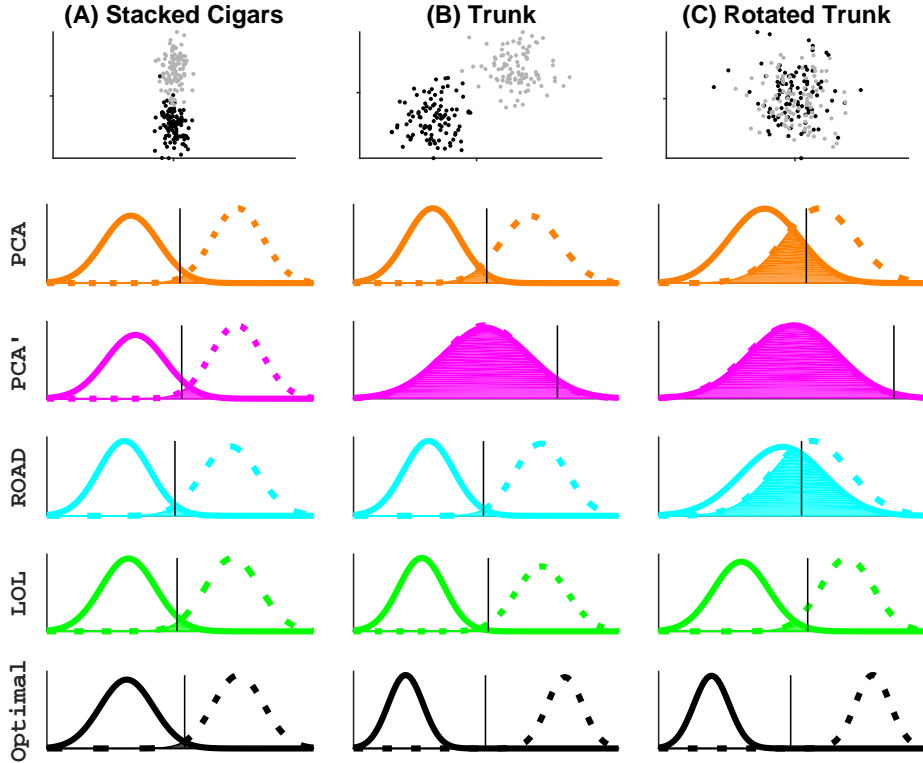 (A) Stacked Cigars
(B) Trunk
(C) Rotated Trunk
PCA
PCA'
ROAD
LOL
Optimal